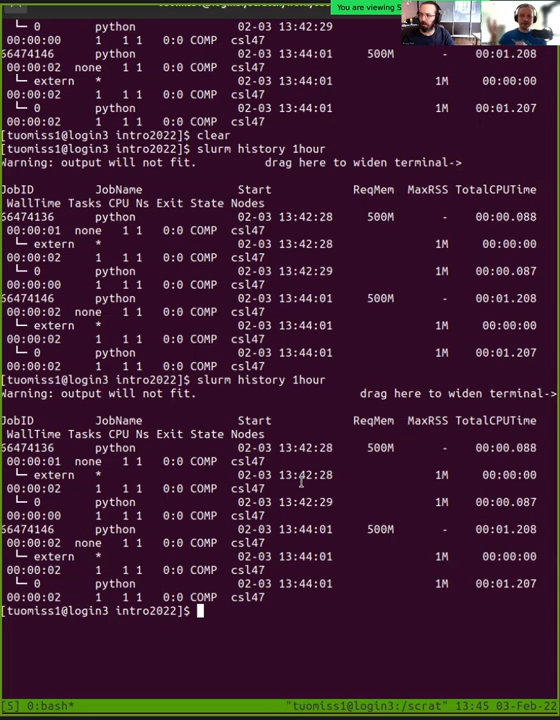 You are viewing S
└─ 0 python 02-03 13:42:29
00:00:00 1 1 1 0:0 COMP csl47
66474146 python 02-03 13:44:01 500M - 00:01.208
00:00:02 none 1 1 0:0 COMP csl47
└─ extern * 02-03 13:44:01 1M 00:00:00
00:00:02 1 1 1 0:0 COMP csl47
└─ 0 python 02-03 13:44:01 1M 00:01.207
00:00:02 1 1 1 0:0 COMP csl47
[tuomiss1@login3 intro2022]$ clear
[tuomiss1@login3 intro2022]$ slurm history 1hour
Warning: output will not fit. drag here to widen terminal->
JobID JobName Start ReqMem MaxRSS TotalCPUTime
WallTime Tasks CPU Ns Exit State Nodes
66474136 python 02-03 13:42:28 500M - 00:00.088
00:00:01 none 1 1 0:0 COMP csl47
└─ extern * 02-03 13:42:28 1M 00:00:00
00:00:02 1 1 1 0:0 COMP csl47
└─ 0 python 02-03 13:42:29 1M 00:00.087
00:00:00 1 1 1 0:0 COMP csl47
66474146 python 02-03 13:44:01 500M - 00:01.208
00:00:02 none 1 1 0:0 COMP csl47
└─ extern * 02-03 13:44:01 1M 00:00:00
00:00:02 1 1 1 0:0 COMP csl47
└─ 0 python 02-03 13:44:01 1M 00:01.207
00:00:02 1 1 1 0:0 COMP csl47
[tuomiss1@login3 intro2022]$ slurm history 1hour
Warning: output will not fit. drag here to widen terminal->
JobID JobName Start ReqMem MaxRSS TotalCPUTime
WallTime Tasks CPU Ns Exit State Nodes
66474136 python 02-03 13:42:28 500M - 00:00.088
00:00:01 none 1 1 0:0 COMP csl47
└─ extern * 02-03 13:42:28 1M 00:00:00
00:00:02 1 1 1 0:0 COMP csl47
└─ 0 python 02-03 13:42:29 1M 00:00.087
00:00:00 1 1 1 0:0 COMP csl47
66474146 python 02-03 13:44:01 500M - 00:01.208
00:00:02 none 1 1 0:0 COMP csl47
└─ extern * 02-03 13:44:01 1M 00:00:00
00:00:02 1 1 1 0:0 COMP csl47
└─ 0 python 02-03 13:44:01 1M 00:01.207
00:00:02 1 1 1 0:0 COMP csl47
[tuomiss1@login3 intro2022]$
[5] 0:bash* "tuomiss1@login3:/scrat" 13:45 03-Feb-22